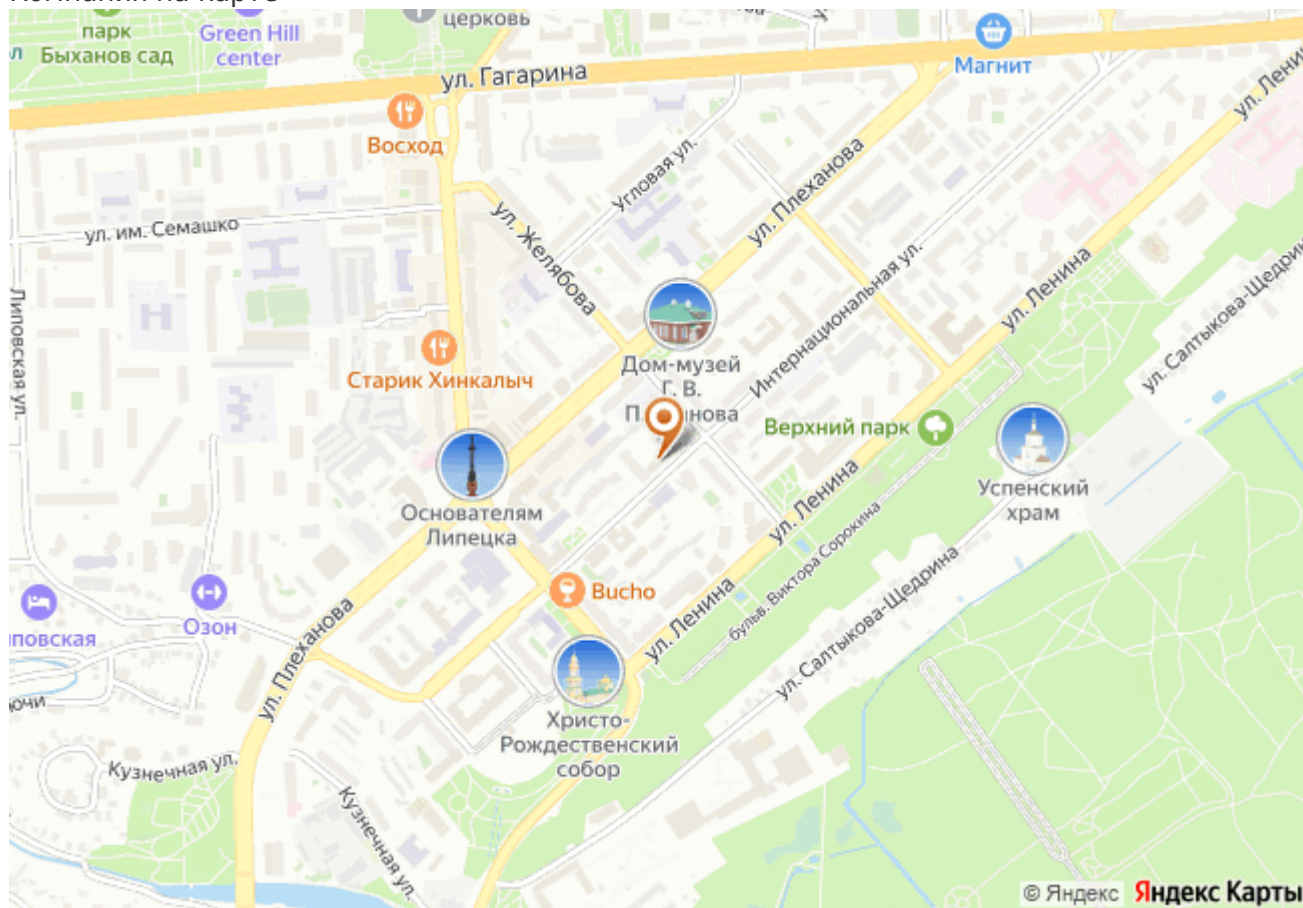 церковь
парк
Быханов сад
Green Hill
center
Магнит
ул. Гагарина
Восход
Угловая ул.
ул. Плеханова
ул. им. Семашко
ул. Желябова
Липовская ул.
Интернациональная ул.
ул. Ленина
ул. Салтыкова-Щедрин
Старик Хинкалыч
Дом-музей
Г. В.
Верхний парк
Основателям
Липецка
Успенский
храм
ул. Ленина
бульв. Виктора Сорокина
ул. Салтыкова-Щедрина
Bucho
Озон
ул. Ленина
ул. Плеханова
Христо-
Рождественский
собор
Кузнечная ул.
Кузнечная ул.
© Яндекс Яндекс Карты